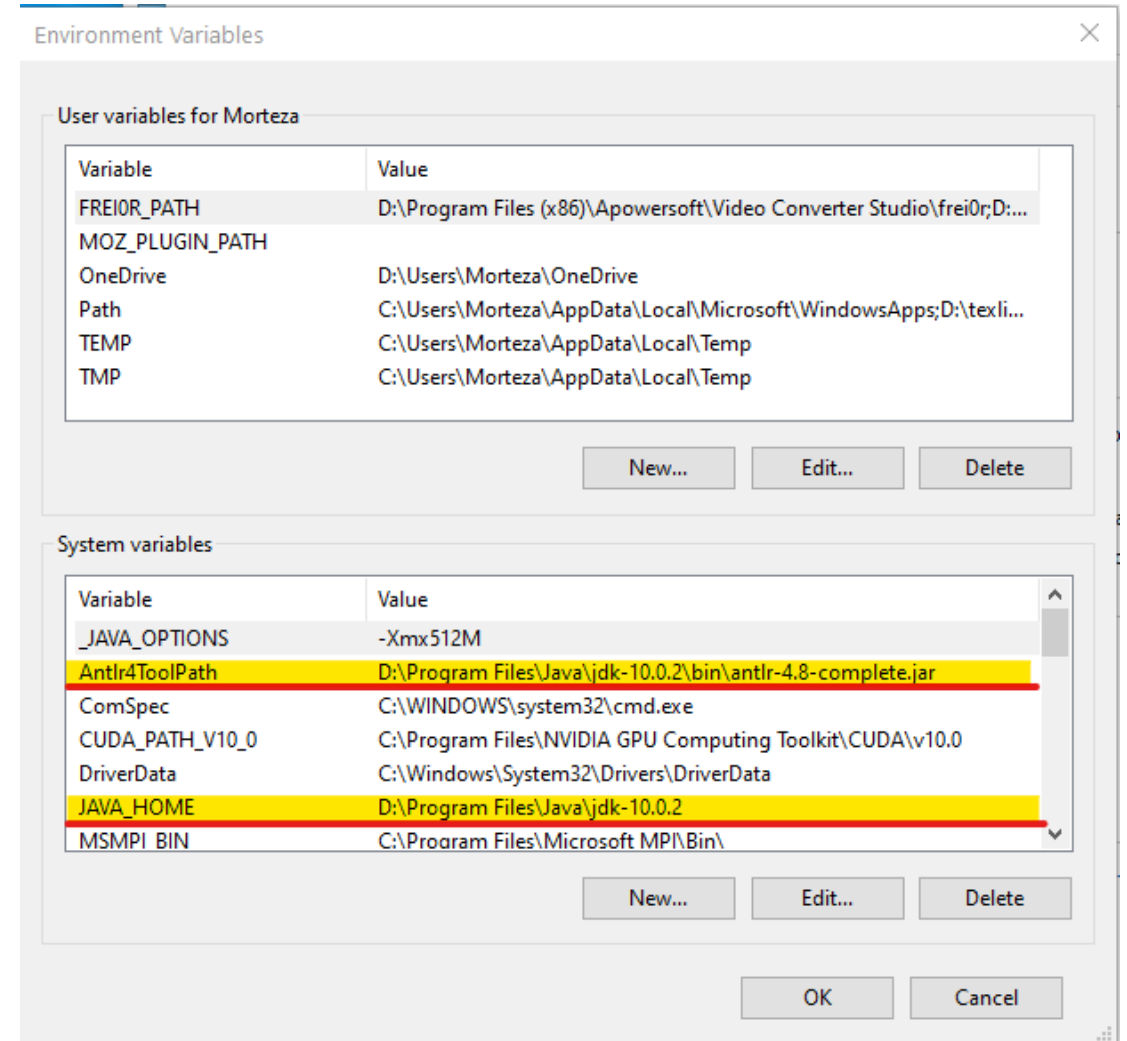 Environment Variables
User variables for Morteza
Variable Value
FREI0R_PATH D:\Program Files (x86)\Apowersoft\Video Converter Studio\frei0r;D:...
MOZ_PLUGIN_PATH
OneDrive D:\Users\Morteza\OneDrive
Path C:\Users\Morteza\AppData\Local\Microsoft\WindowsApps;D:\texli...
TEMP C:\Users\Morteza\AppData\Local\Temp
TMP C:\Users\Morteza\AppData\Local\Temp
New... Edit... Delete
System variables
Variable Value
_JAVA_OPTIONS -Xmx512M
Antlr4ToolPath D:\Program Files\Java\jdk-10.0.2\bin\antlr-4.8-complete.jar
ComSpec C:\WINDOWS\system32\cmd.exe
CUDA_PATH_V10_0 C:\Program Files\NVIDIA GPU Computing Toolkit\CUDA\v10.0
DriverData C:\Windows\System32\Drivers\DriverData
JAVA_HOME D:\Program Files\Java\jdk-10.0.2
MSMPI_BIN C:\Program Files\Microsoft MPI\Bin\
New... Edit... Delete
OK Cancel